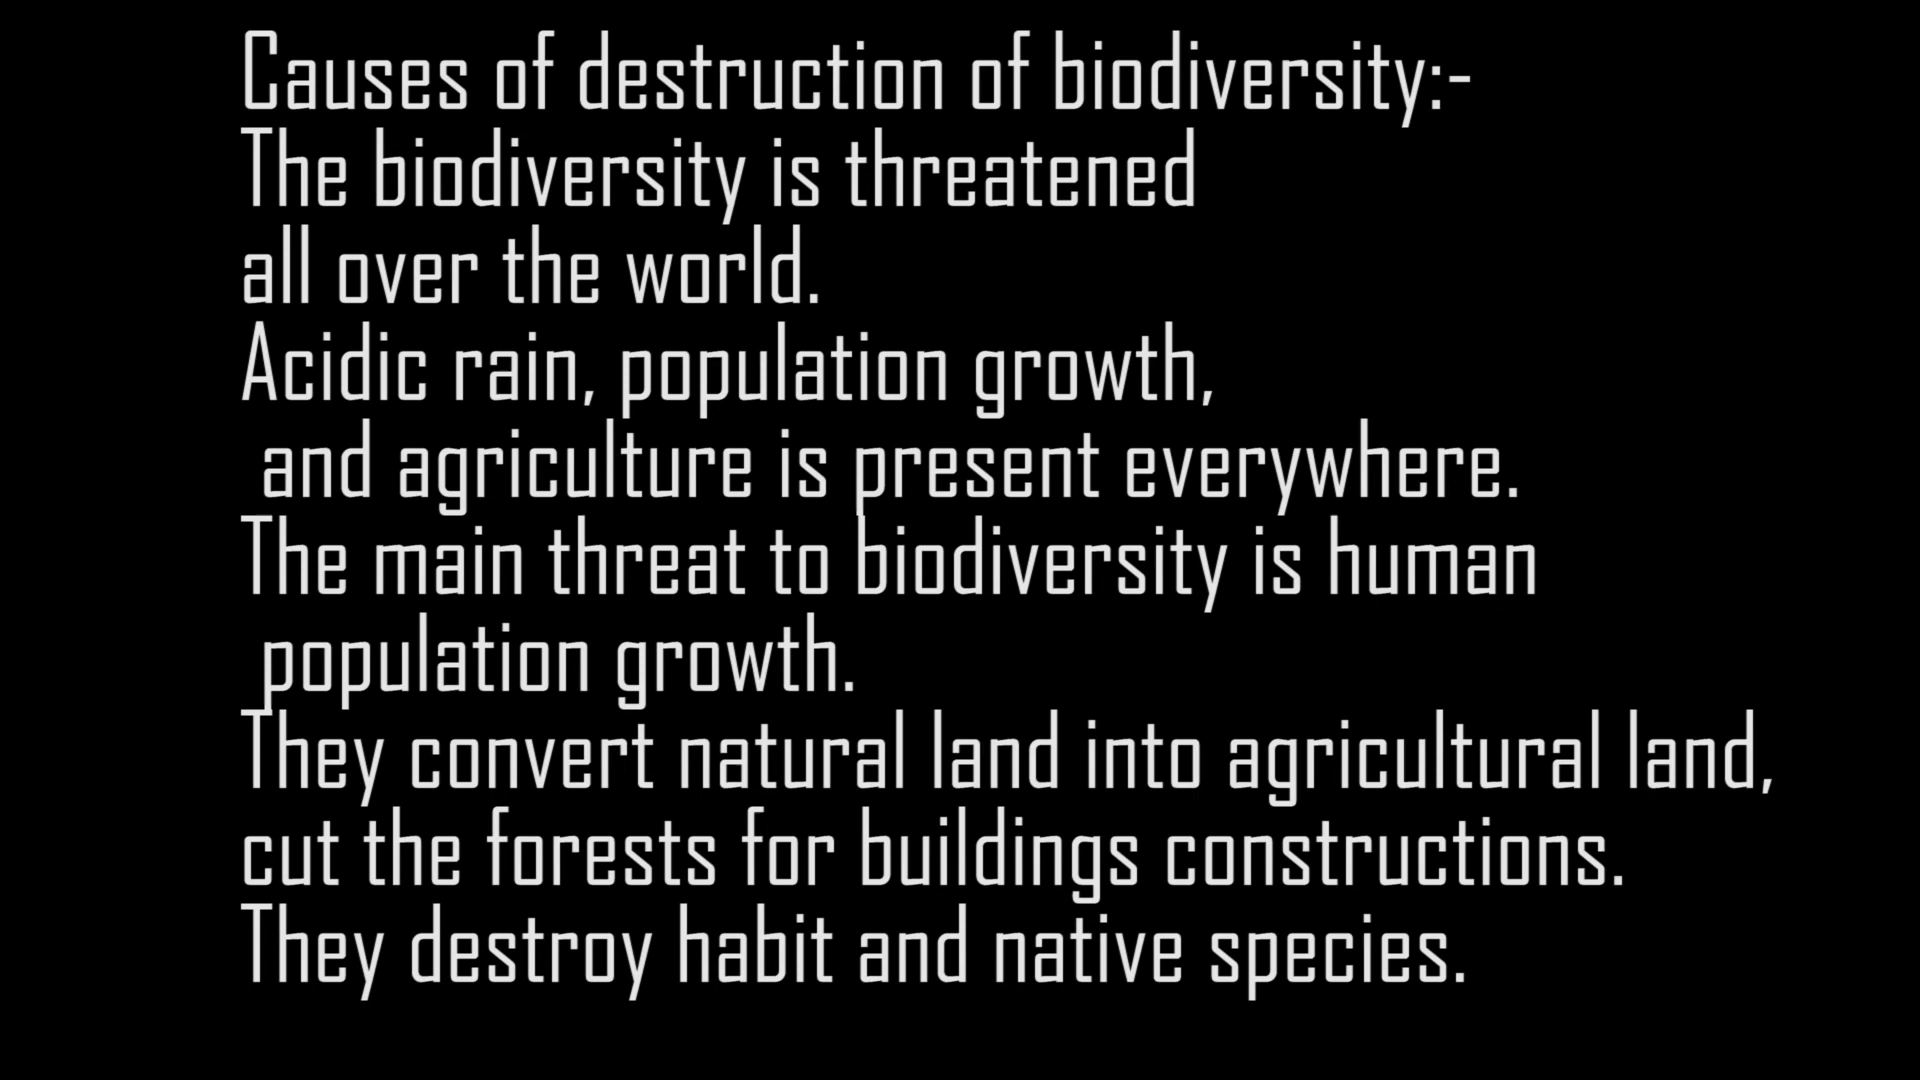 Causes of destruction of biodiversity:-
The biodiversity is threatened
all over the world.
Acidic rain, population growth,
and agriculture is present everywhere.
The main threat to biodiversity is human
population growth.
They convert natural land into agricultural land,
cut the forests for buildings constructions.
They destroy habit and native species.